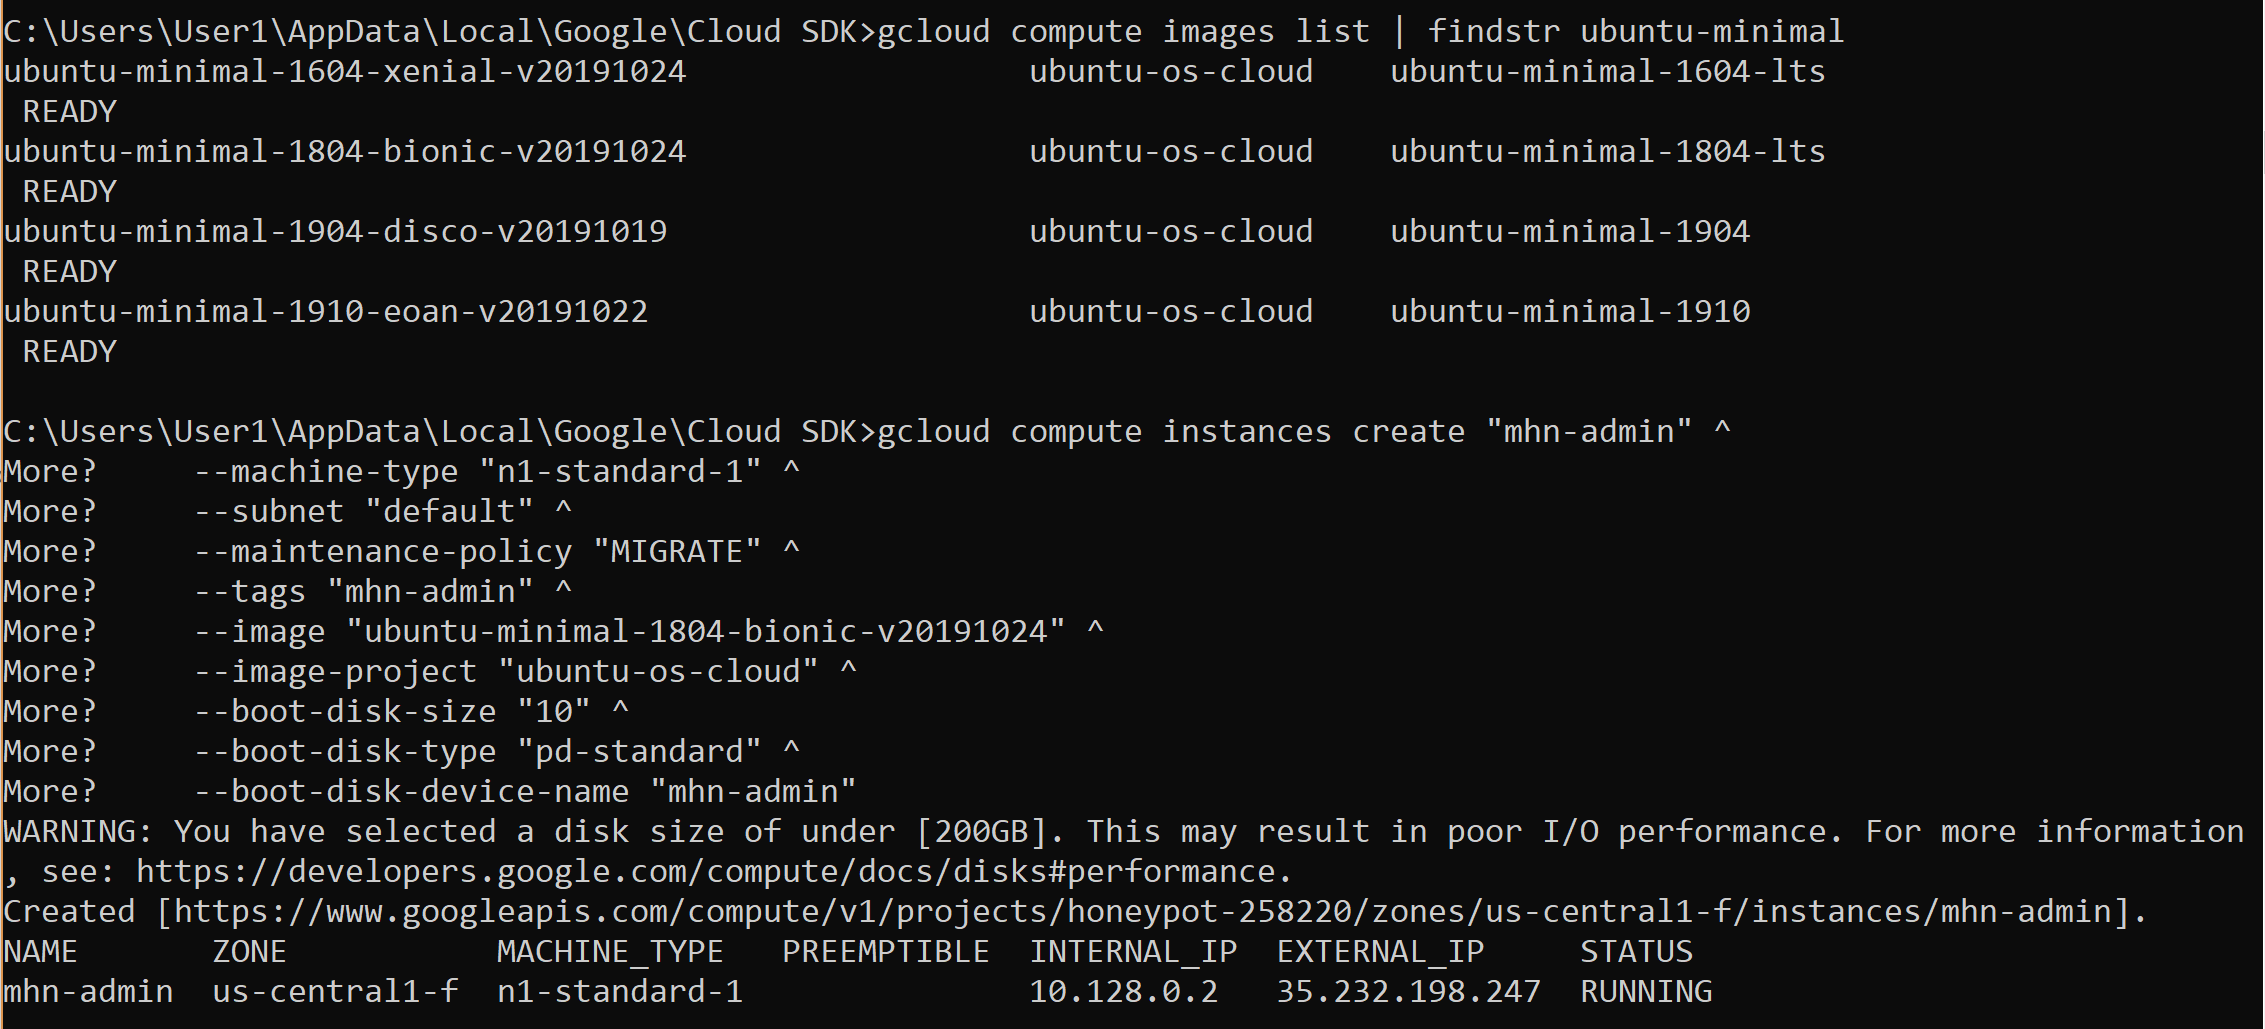 C:\Users\User1\AppData\Local\Google\Cloud SDK>gcloud compute images list | findstr ubuntu-minimal
ubuntu-minimal-1604-xenial-v20191024                  ubuntu-os-cloud    ubuntu-minimal-1604-lts
 READY
ubuntu-minimal-1804-bionic-v20191024                  ubuntu-os-cloud    ubuntu-minimal-1804-lts
 READY
ubuntu-minimal-1904-disco-v20191019                   ubuntu-os-cloud    ubuntu-minimal-1904
 READY
ubuntu-minimal-1910-eoan-v20191022                    ubuntu-os-cloud    ubuntu-minimal-1910
 READY
C:\Users\User1\AppData\Local\Google\Cloud SDK>gcloud compute instances create "mhn-admin" ^
More?     --machine-type "n1-standard-1" ^
More?     --subnet "default" ^
More?     --maintenance-policy "MIGRATE" ^
More?     --tags "mhn-admin" ^
More?     --image "ubuntu-minimal-1804-bionic-v20191024" ^
More?     --image-project "ubuntu-os-cloud" ^
More?     --boot-disk-size "10" ^
More?     --boot-disk-type "pd-standard" ^
More?     --boot-disk-device-name "mhn-admin"
WARNING: You have selected a disk size of under [200GB]. This may result in poor I/O performance. For more information
, see: https://developers.google.com/compute/docs/disks#performance.
Created [https://www.googleapis.com/compute/v1/projects/honeypot-258220/zones/us-central1-f/instances/mhn-admin].
NAME       ZONE           MACHINE_TYPE   PREEMPTIBLE  INTERNAL_IP  EXTERNAL_IP     STATUS
mhn-admin  us-central1-f  n1-standard-1               10.128.0.2   35.232.198.247  RUNNING